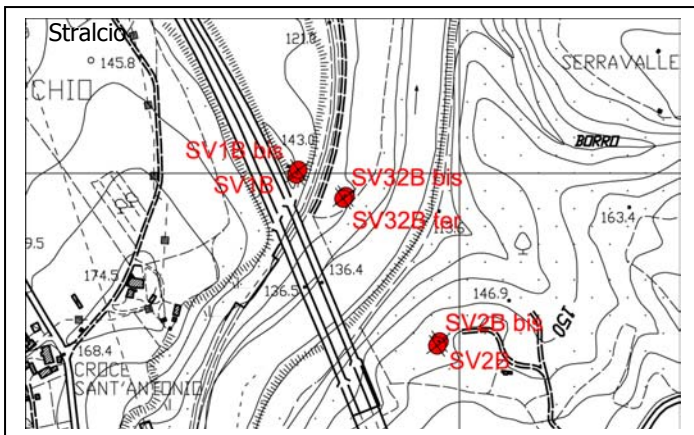 Stralcio
121.8
145.8
SERRAVALLE
CHIO
143.0
SV1B bis
SV1B
BORRO
SV32B bis
SV32B ter
163.4
9.5
174.5
136.4
136.5
146.9
150
SV2B bis
SV2B
168.4
CROCE
SANT'ANTONIO